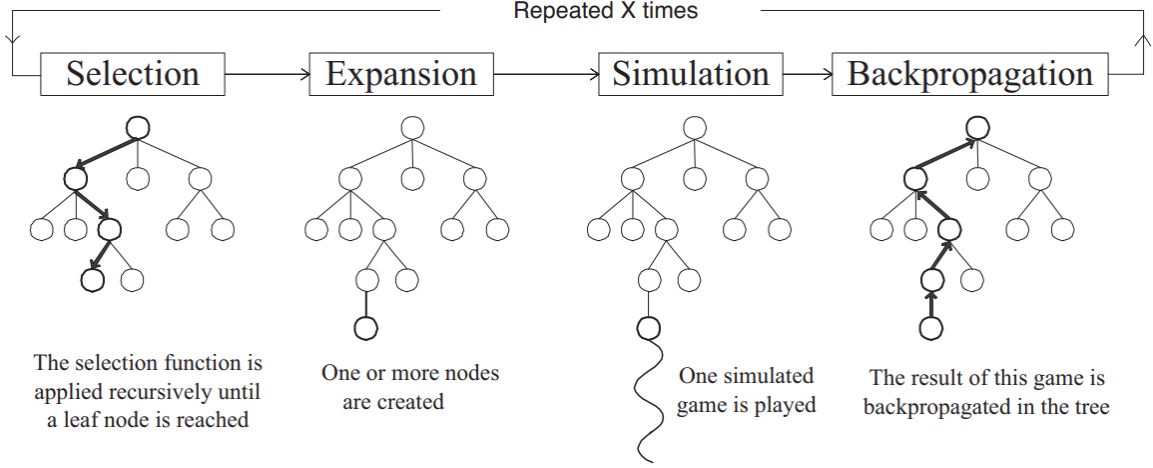 Repeated X times
Selection
Expansion
Simulation
Backpropagation
The selection function is
applied recursively until
a leaf node is reached
One or more nodes
are created
One simulated
game is played
The result of this game is
backpropagated in the tree